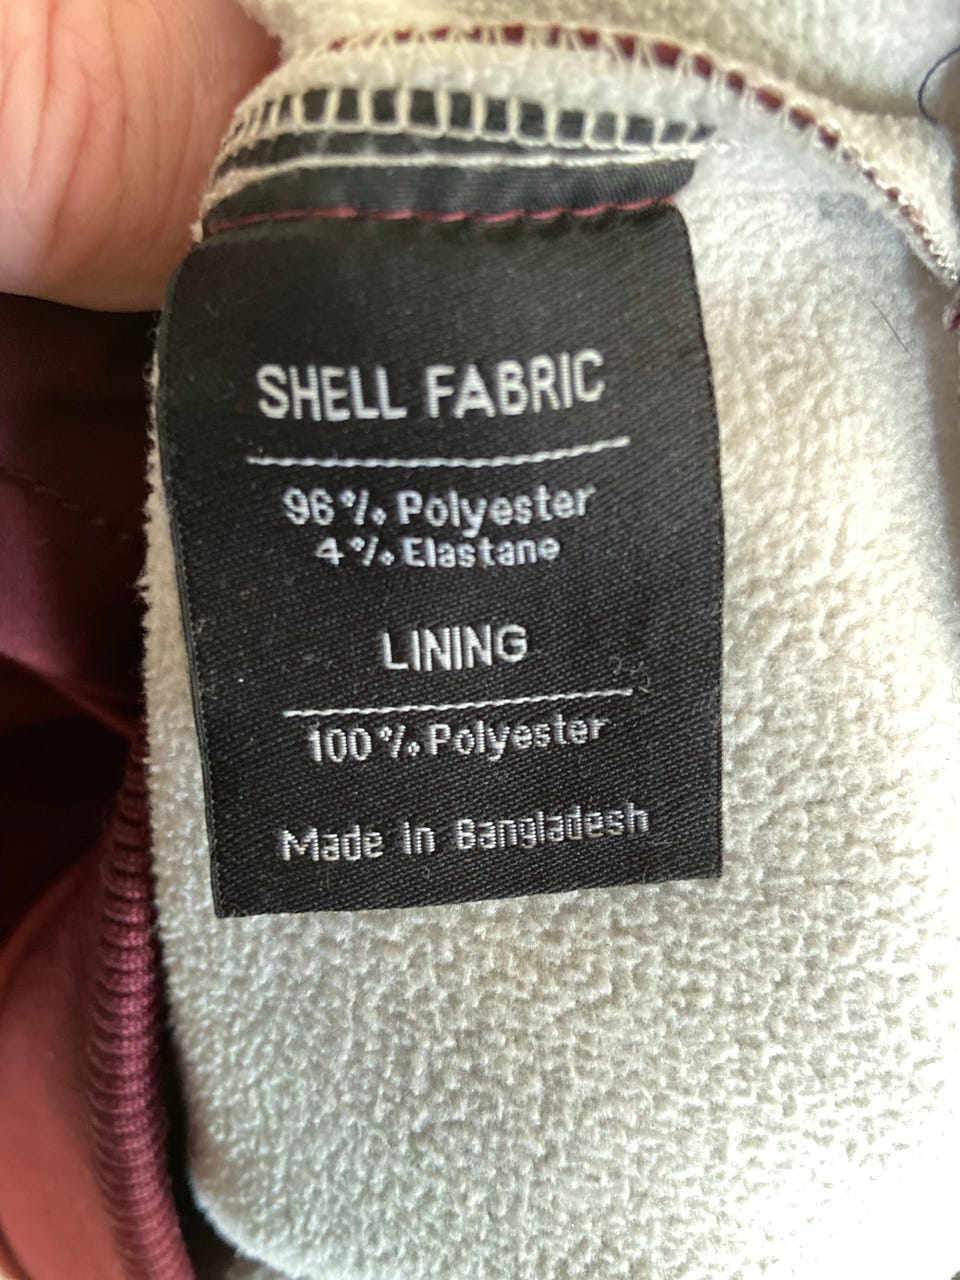 SHELL FABRIC
96% Polyester
4% Elastane
LINING
100% Polyester
Made in Bangladesh